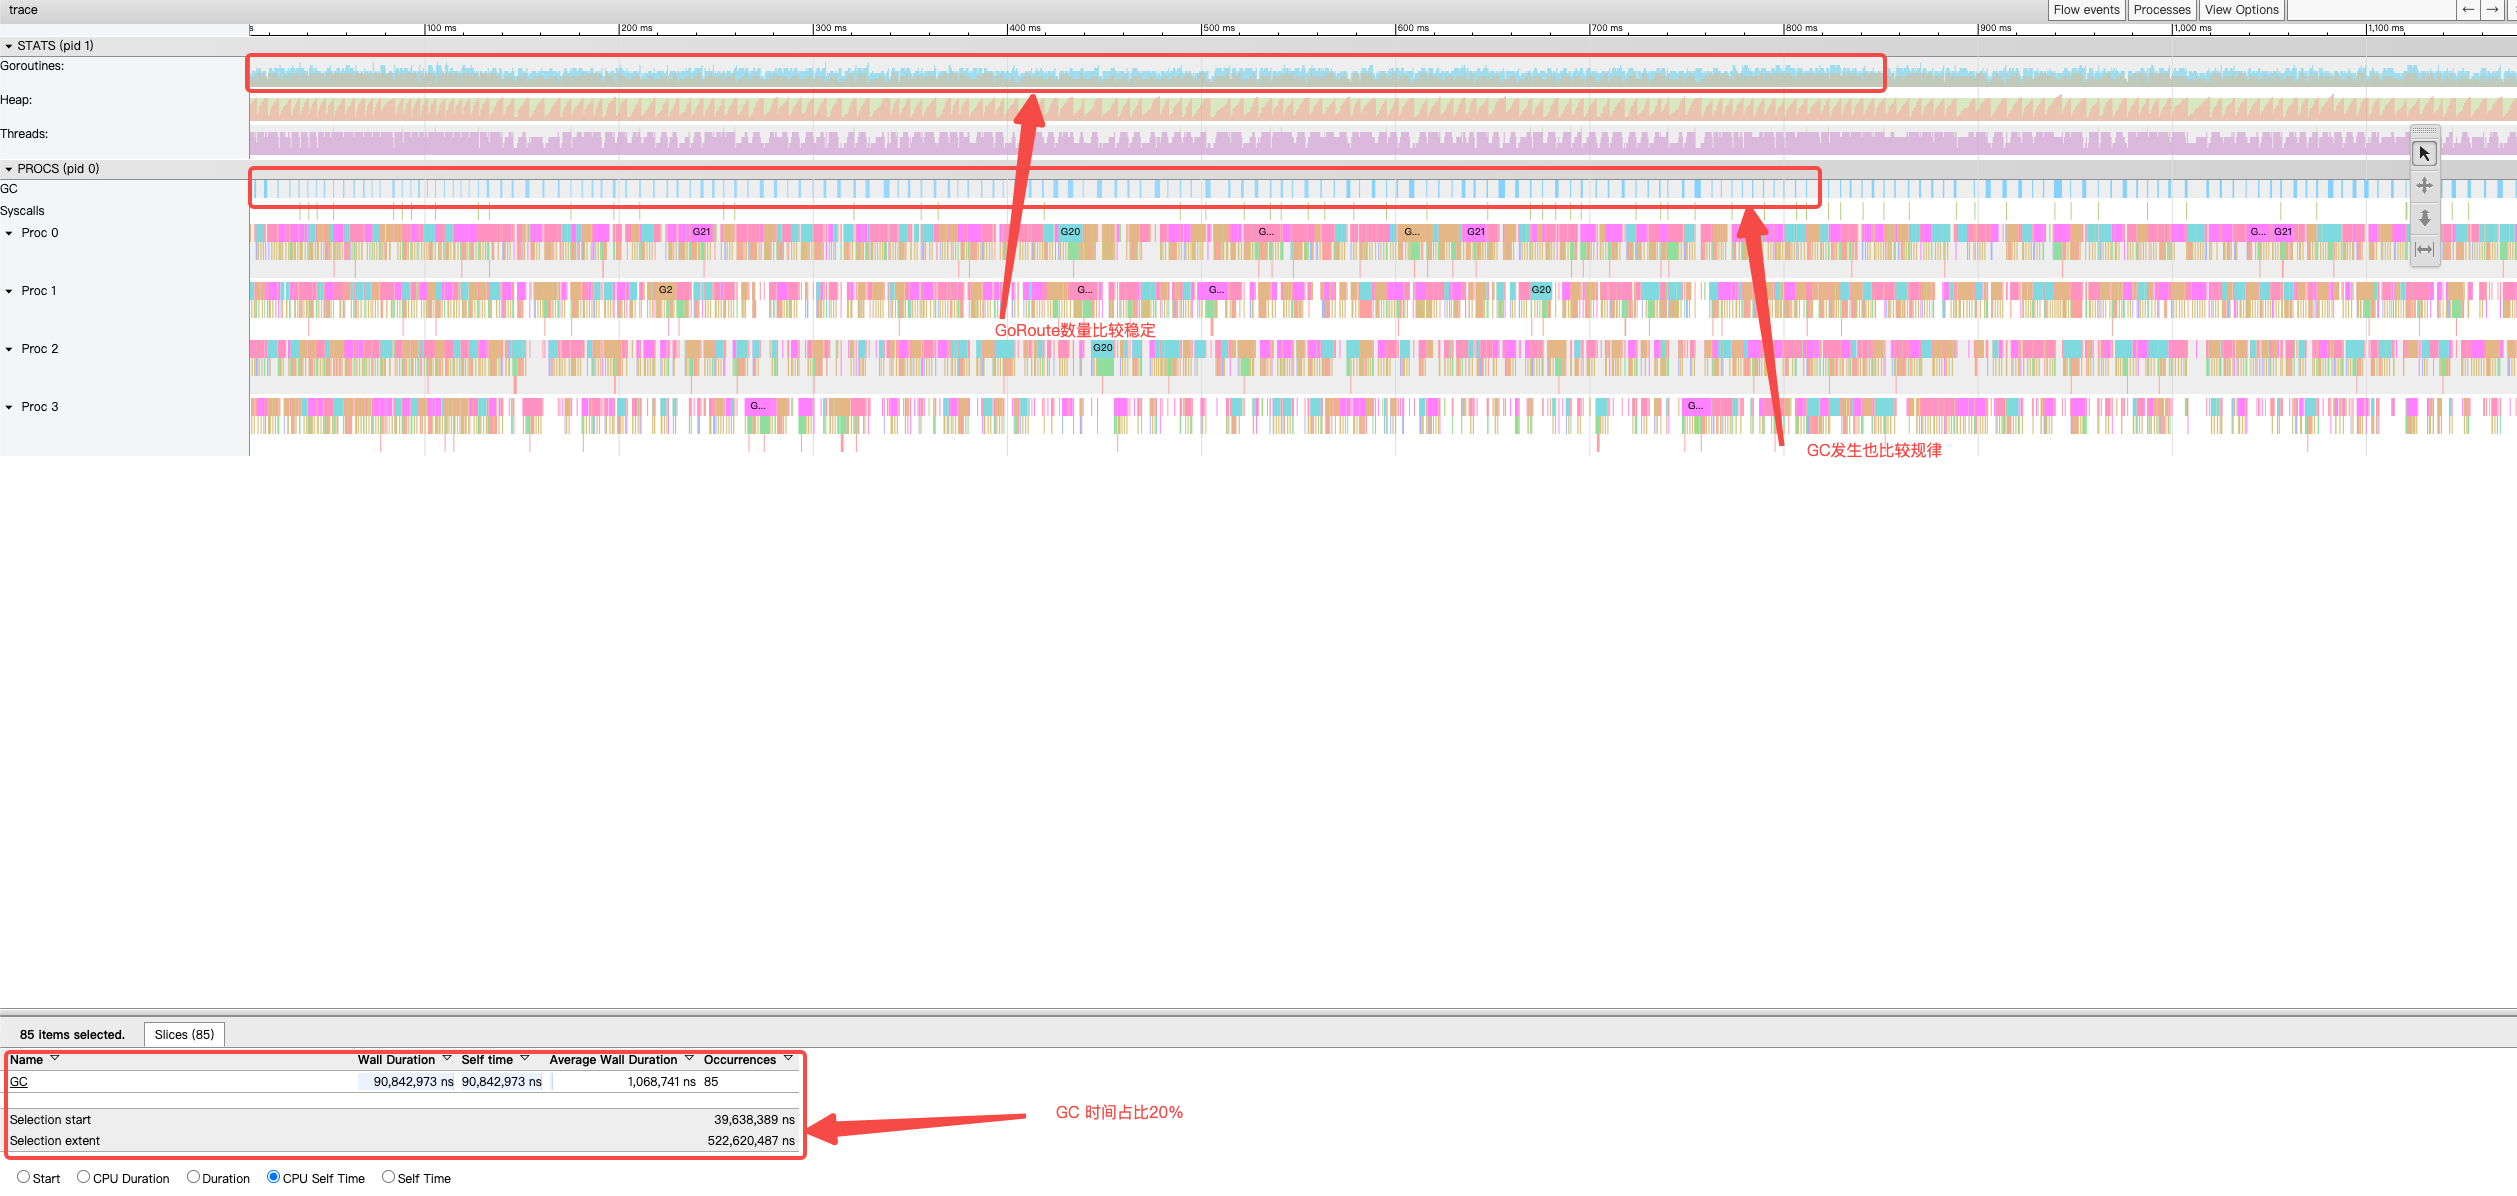 trace
Flow events Processes View Options ← →
100 ms 200 ms 300 ms 400 ms 500 ms 600 ms 700 ms 800 ms 900 ms 1,000 ms 1,100 ms
STATS (pid 1)
Goroutines:
Heap:
Threads:
PROCS (pid 0)
GC
Syscalls
Proc 0
G21 G20 G... G... G21 G... G21
Proc 1
G2 G... G... G20
GoRoute数量比较稳定
Proc 2
G20
Proc 3
G... G...
GC发生也比较规律
85 items selected. Slices (85)
Name Wall Duration Self time Average Wall Duration Occurrences
GC 90,842,973 ns 90,842,973 ns 1,068,741 ns 85
GC 时间占比20%
Selection start 39,638,389 ns
Selection extent 522,620,487 ns
Start CPU Duration Duration CPU Self Time Self Time